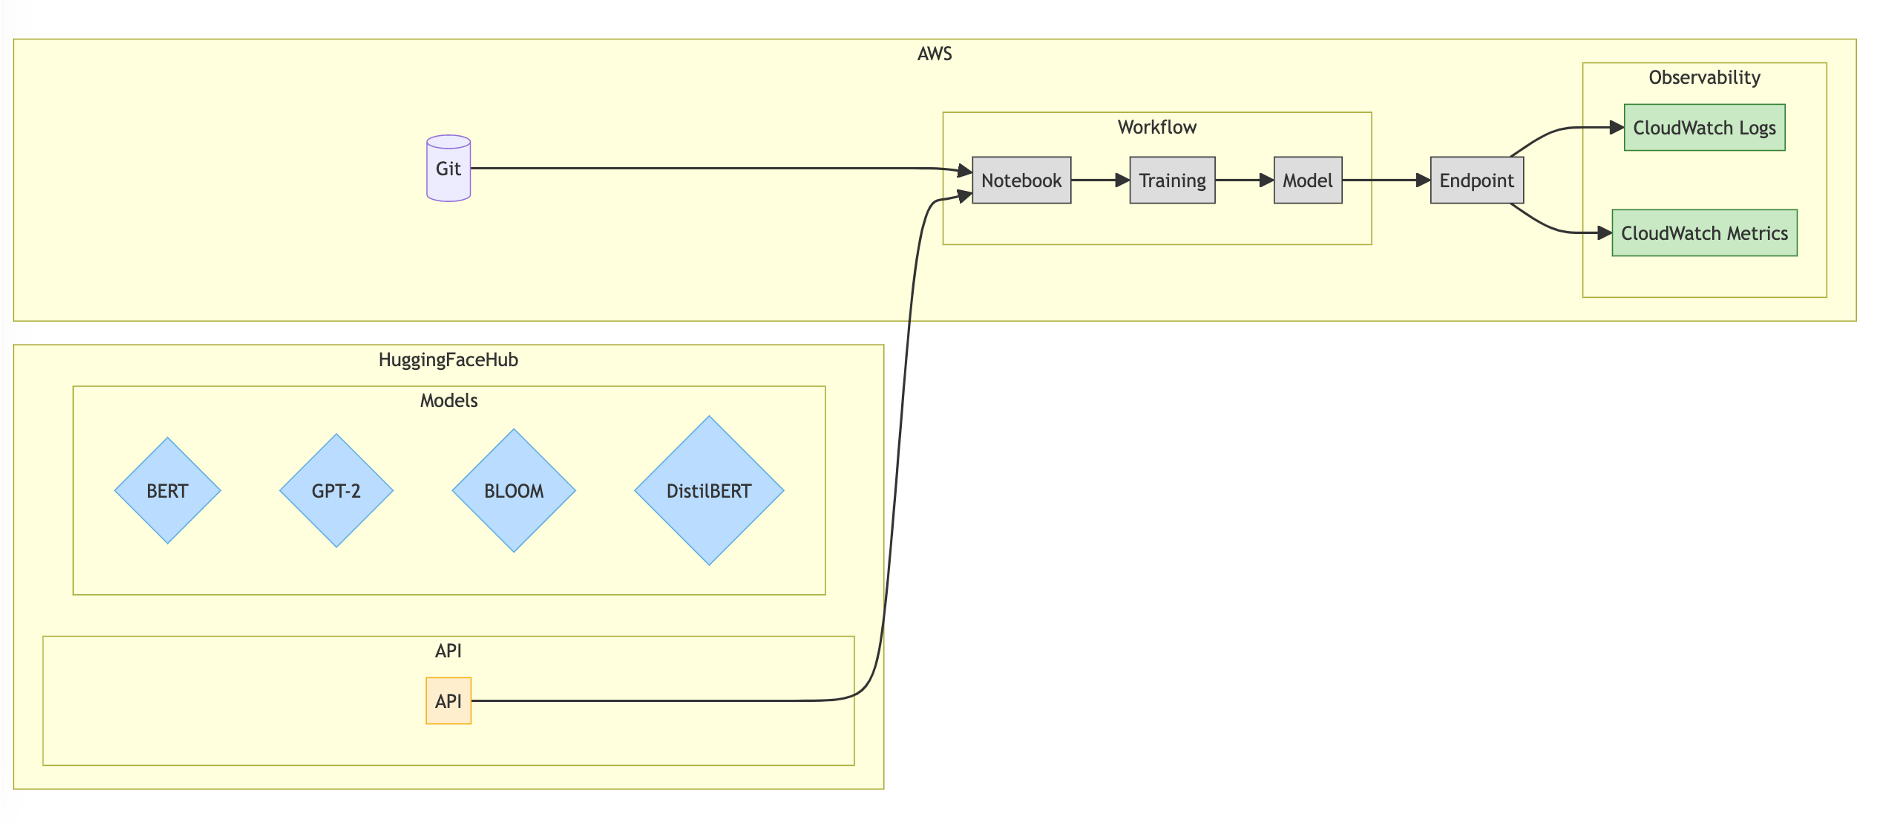 AWS
Observability
CloudWatch Logs
Workflow
Git
Notebook
Training
Model
Endpoint
CloudWatch Metrics
HuggingFaceHub
Models
BERT
GPT-2
BLOOM
DistilBERT
API
API